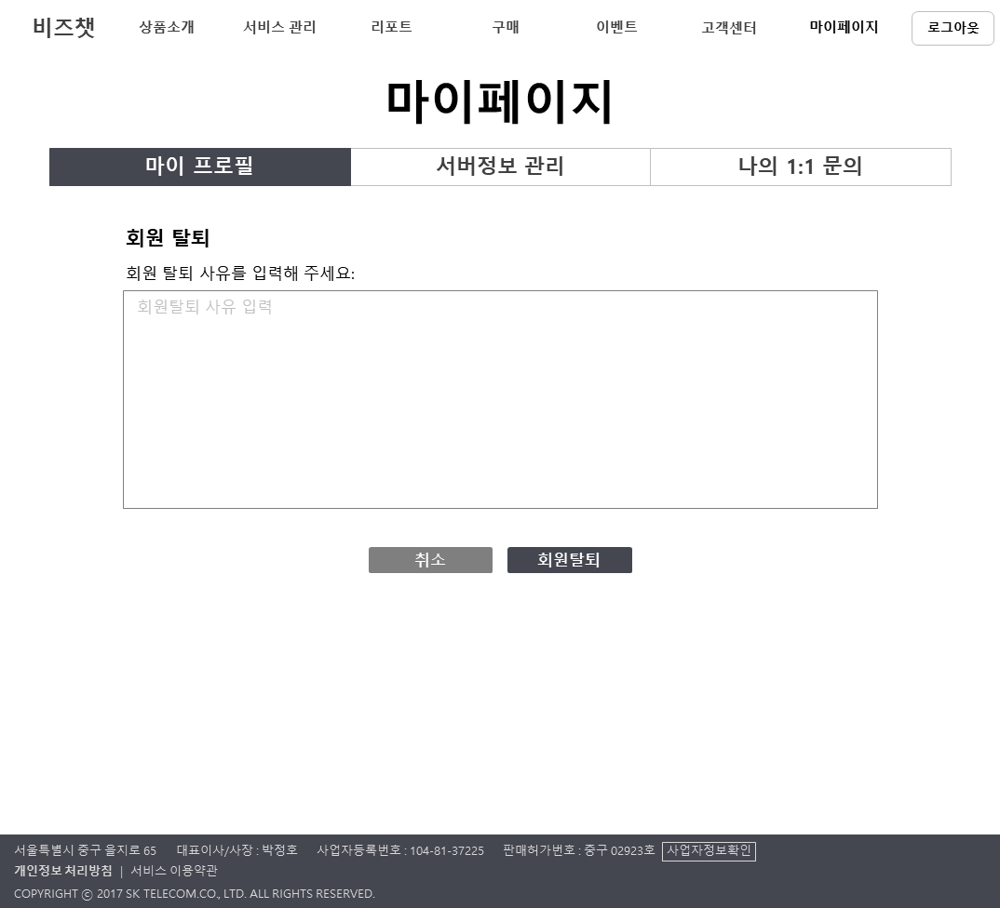 비즈챗 상품소개 서비스 관리 리포트 구매 이벤트 고객센터 마이페이지 로그아웃
마이페이지
마이 프로필 서버정보 관리 나의 1:1 문의
회원 탈퇴
회원 탈퇴 사유를 입력해 주세요:
회원탈퇴 사유 입력
취소 회원탈퇴
서울특별시 중구 을지로 65 대표이사/사장 : 박정호 사업자등록번호 : 104-81-37225 판매허가번호 : 중구 02923호 사업자정보확인
개인정보 처리방침 | 서비스 이용약관
COPYRIGHT ⓒ 2017 SK TELECOM.CO., LTD. ALL RIGHTS RESERVED.